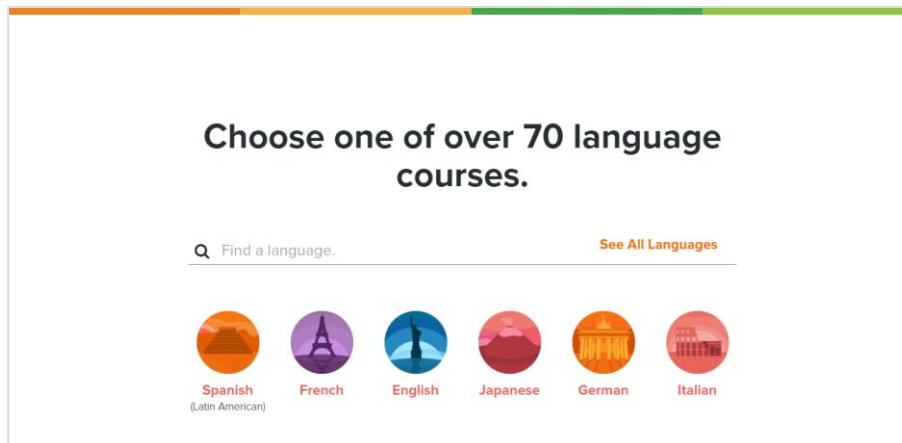 Choose one of over 70 language
courses.
Find a language.
See All Languages
Spanish
(Latin American)
French
English
Japanese
German
Italian